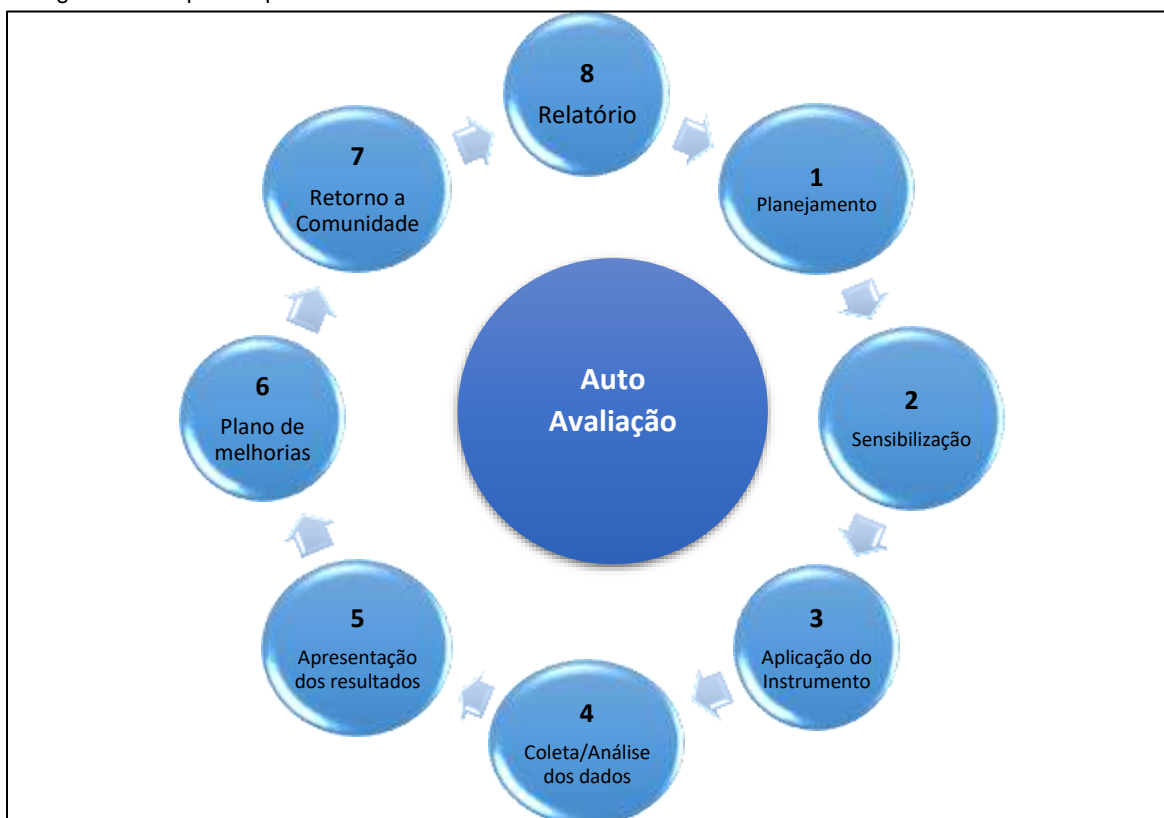 8
Relatório
1
Planejamento
2
Sensibilização
3
Aplicação do
Instrumento
4
Coleta/Análise
dos dados
5
Apresentação
dos resultados
6
Plano de
melhorias
7
Retorno a
Comunidade
Auto
Avaliação